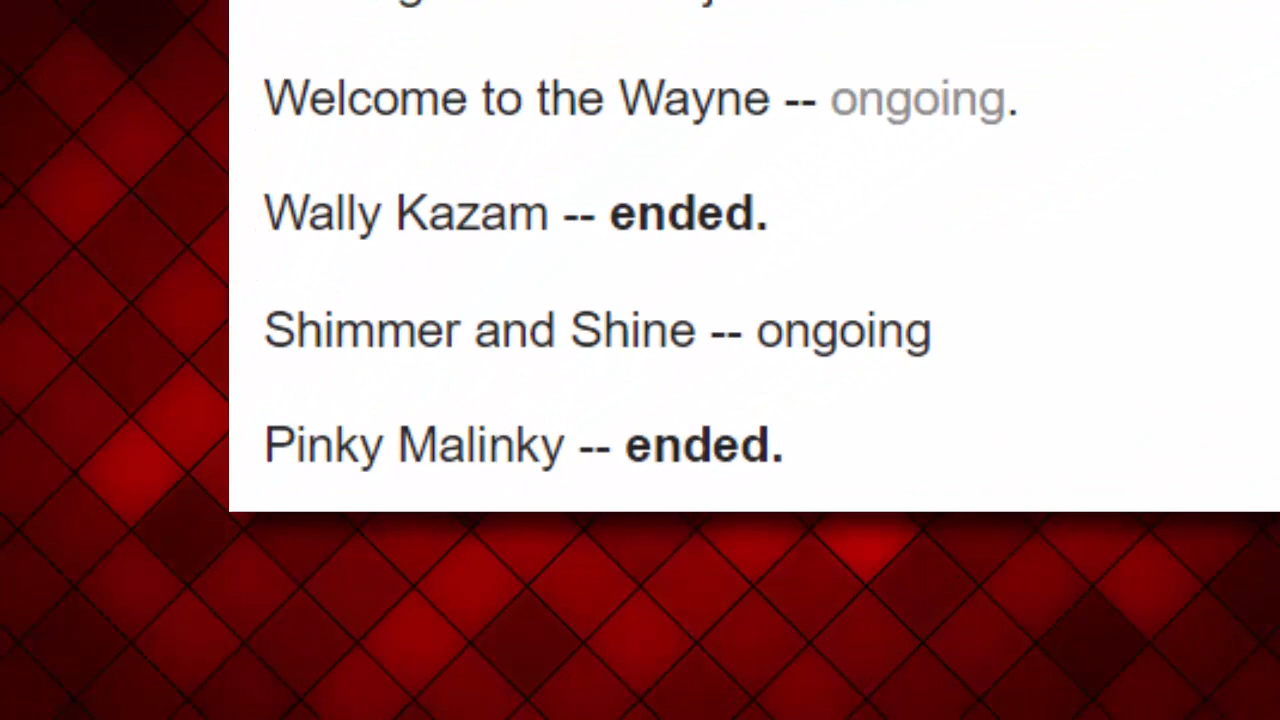 Welcome to the Wayne -- ongoing.
Wally Kazam -- ended.
Shimmer and Shine -- ongoing
Pinky Malinky -- ended.